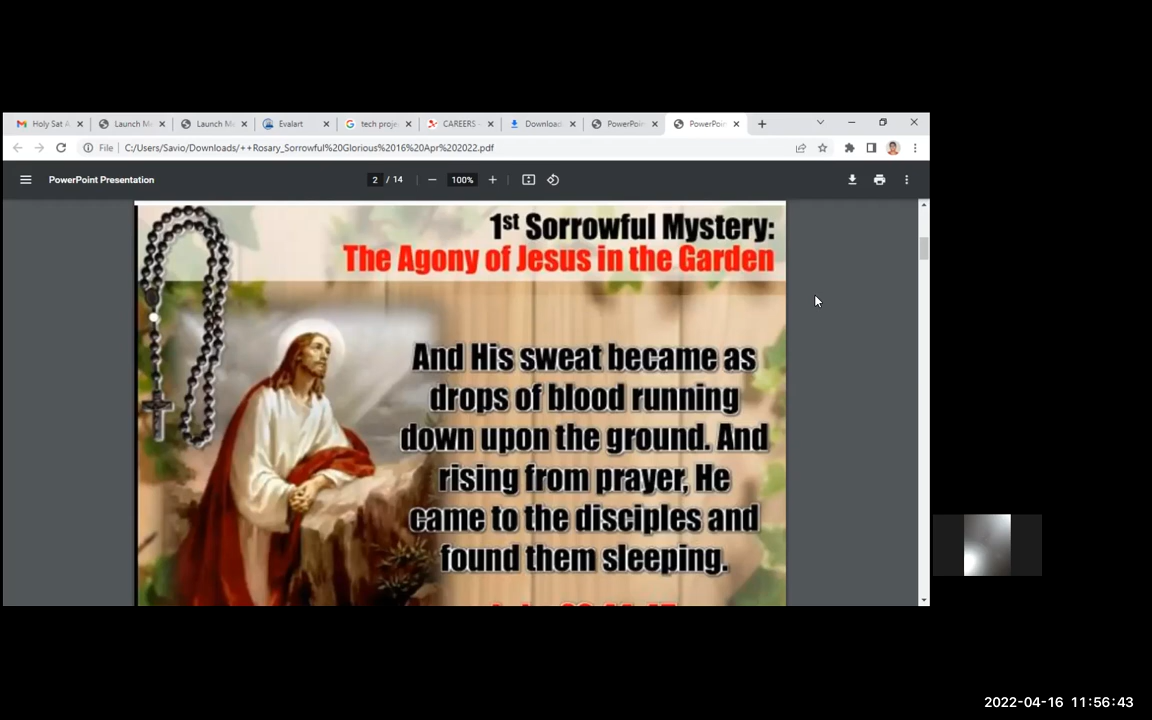 Holy Sat A
Launch M
Launch M
Evalart
tech proje
CAREERS
Download
PowerPoin
PowerPoin
File
C:/Users/Savio/Downloads/++Rosary_Sorrowful%20Glorious%2016%20Apr%202022.pdf
PowerPoint Presentation
2 / 14
100%
1st Sorrowful Mystery:
The Agony of Jesus in the Garden
And His sweat became as
drops of blood running
down upon the ground. And
rising from prayer, He
came to the disciples and
found them sleeping.
2022-04-16 11:56:43